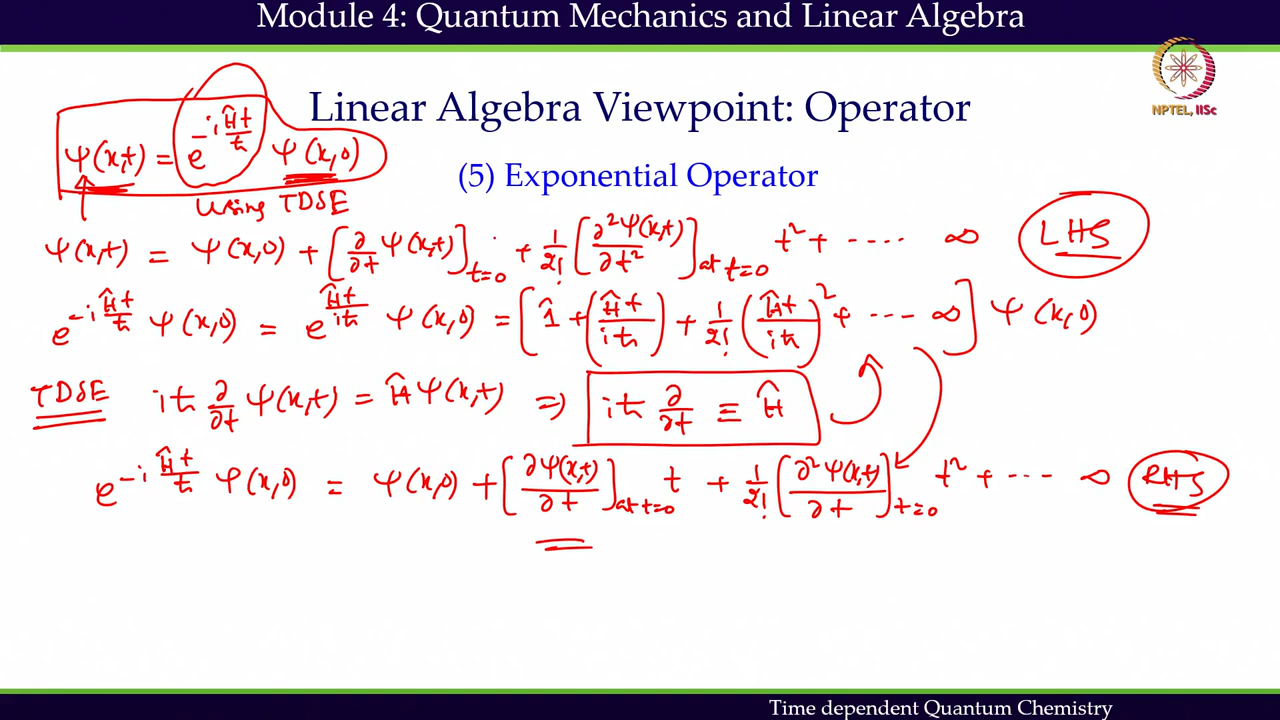 Module 4: Quantum Mechanics and Linear Algebra
NPTEL, IISc
Linear Algebra Viewpoint: Operator
ψ(x,t) = e^{-iĤt/ħ} ψ(x,0)
(5) Exponential Operator
using TDSE
ψ(x,t) = ψ(x,0) + [∂/∂t ψ(x,t)]_{t=0} + 1/2! [∂²ψ(x,t)/∂t²]_{at t=0} t² + ---- ∞ LHS
e^{-iĤt/ħ} ψ(x,0) = e^{Ĥt/iħ} ψ(x,0) = [1̂ + (Ĥt/iħ) + 1/2! (Ĥt/iħ)² + --- ∞] ψ(x,0)
TDSE iħ ∂/∂t ψ(x,t) = Ĥψ(x,t) ⇒ iħ ∂/∂t ≡ Ĥ
e^{-iĤt/ħ} ψ(x,0) = ψ(x,0) + [∂ψ(x,t)/∂t]_{at t=0} t + 1/2! [∂²ψ(x,t)/∂t]_{t=0} t² + --- ∞ RHS
Time dependent Quantum Chemistry